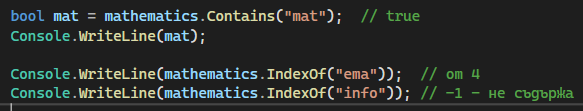 bool mat = mathematics.Contains("mat");  // true
Console.WriteLine(mat);
Console.WriteLine(mathematics.IndexOf("ema"));  // от 4
Console.WriteLine(mathematics.IndexOf("info")); // -1 - не съдържа